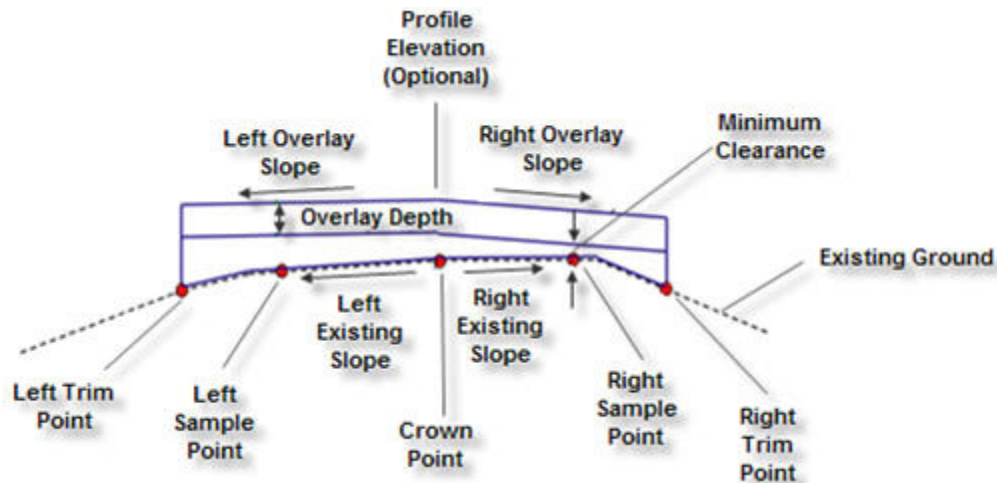 Profile
Elevation
(Optional)
Left Overlay
Slope
Right Overlay
Slope
Minimum
Clearance
Overlay Depth
Existing Ground
Left
Existing
Slope
Right
Existing
Slope
Left Trim
Point
Left
Sample
Point
Crown
Point
Right
Sample
Point
Right
Trim
Point